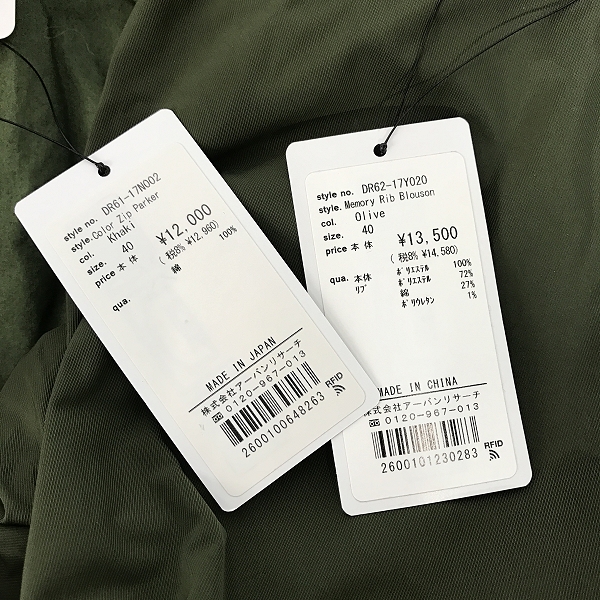 style no. DR61-17N002
style. Color Zip Parker
col. Khaki
size. 40
price 本体 ¥12,000
( 税8% ¥12,960)
qua. 綿 100%
MADE IN JAPAN
株式会社アーバンリサーチ
0120-967-013
RFID
2600100648263
style no. DR62-17Y020
style. Memory Rib Blouson
col. Olive
size. 40
price 本体 ¥13,500
( 税8% ¥14,580)
qua. 本体 ポリエステル 100%
リブ ポリエステル 72%
綿 27%
ポリウレタン 1%
MADE IN CHINA
株式会社アーバンリサーチ
0120-967-013
RFID
2600101230283